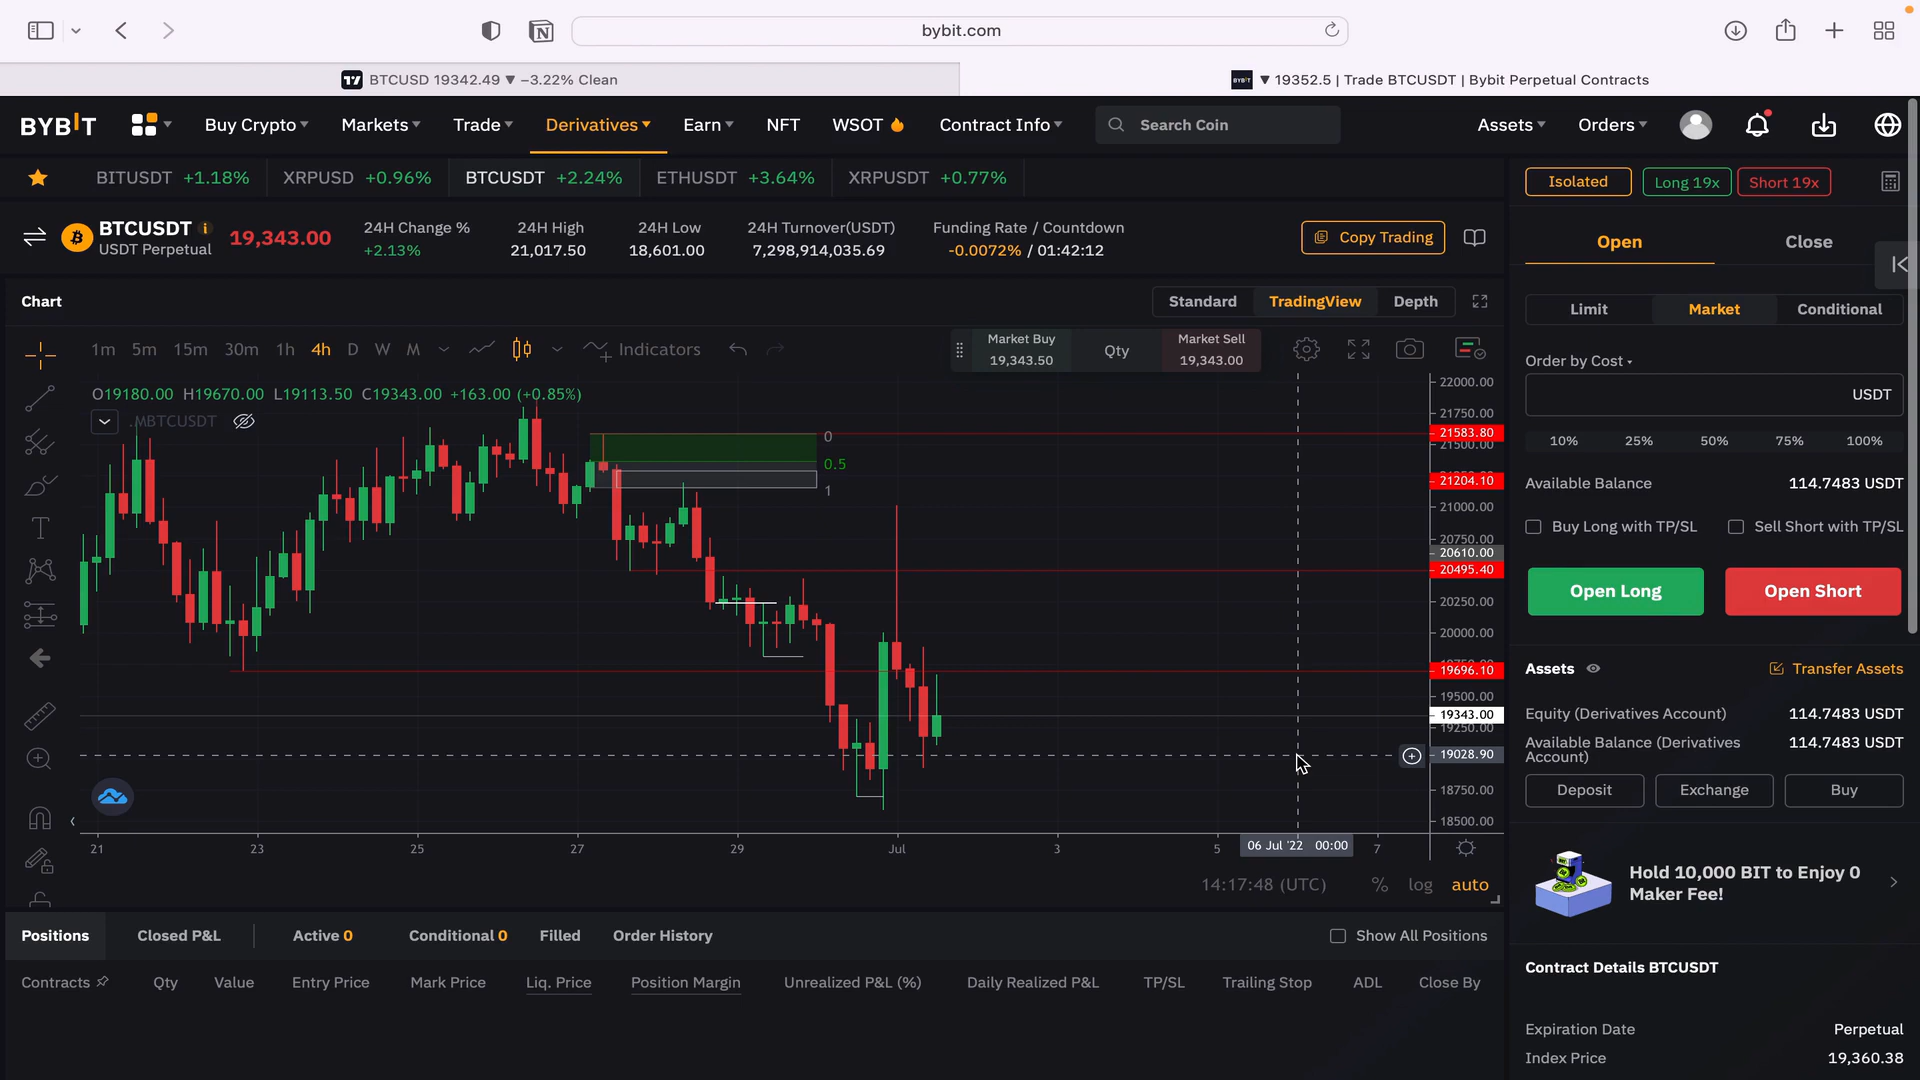 bybit.com
BTCUSD 19342.49 ▼ −3.22% Clean
▼ 19352.5 | Trade BTCUSDT | Bybit Perpetual Contracts
BYBIT
Buy Crypto
Markets
Trade
Derivatives
Earn
NFT
WSOT
Contract Info
Search Coin
Assets
Orders
BITUSDT +1.18%
XRPUSD +0.96%
BTCUSDT +2.24%
ETHUSDT +3.64%
XRPUSDT +0.77%
BTCUSDT
USDT Perpetual
19,343.00
24H Change %
+2.13%
24H High
21,017.50
24H Low
18,601.00
24H Turnover(USDT)
7,298,914,035.69
Funding Rate / Countdown
-0.0072% / 01:42:12
Copy Trading
Chart
Standard
TradingView
Depth
1m 5m 15m 30m 1h 4h D W M
Indicators
Market Buy
19,343.50
Qty
Market Sell
19,343.00
O19180.00 H19670.00 L19113.50 C19343.00 +163.00 (+0.85%)
.MBTCUSDT
0
0.5
1
22000.00
21750.00
21583.80
21500.00
21204.10
21000.00
20750.00
20610.00
20495.40
20250.00
20000.00
19696.10
19500.00
19343.00
19250.00
19028.90
18750.00
18500.00
21 23 25 27 29 Jul 3 5 06 Jul '22 00:00 7
14:17:48 (UTC) % log auto
Positions
Closed P&L
Active 0
Conditional 0
Filled
Order History
Show All Positions
Contracts
Qty
Value
Entry Price
Mark Price
Liq. Price
Position Margin
Unrealized P&L (%)
Daily Realized P&L
TP/SL
Trailing Stop
ADL
Close By
Isolated
Long 19x
Short 19x
Open
Close
Limit
Market
Conditional
Order by Cost
USDT
10% 25% 50% 75% 100%
Available Balance 114.7483 USDT
Buy Long with TP/SL
Sell Short with TP/SL
Open Long
Open Short
Assets
Transfer Assets
Equity (Derivatives Account) 114.7483 USDT
Available Balance (Derivatives 114.7483 USDT
Account)
Deposit
Exchange
Buy
Hold 10,000 BIT to Enjoy 0
Maker Fee!
Contract Details BTCUSDT
Expiration Date Perpetual
Index Price 19,360.38